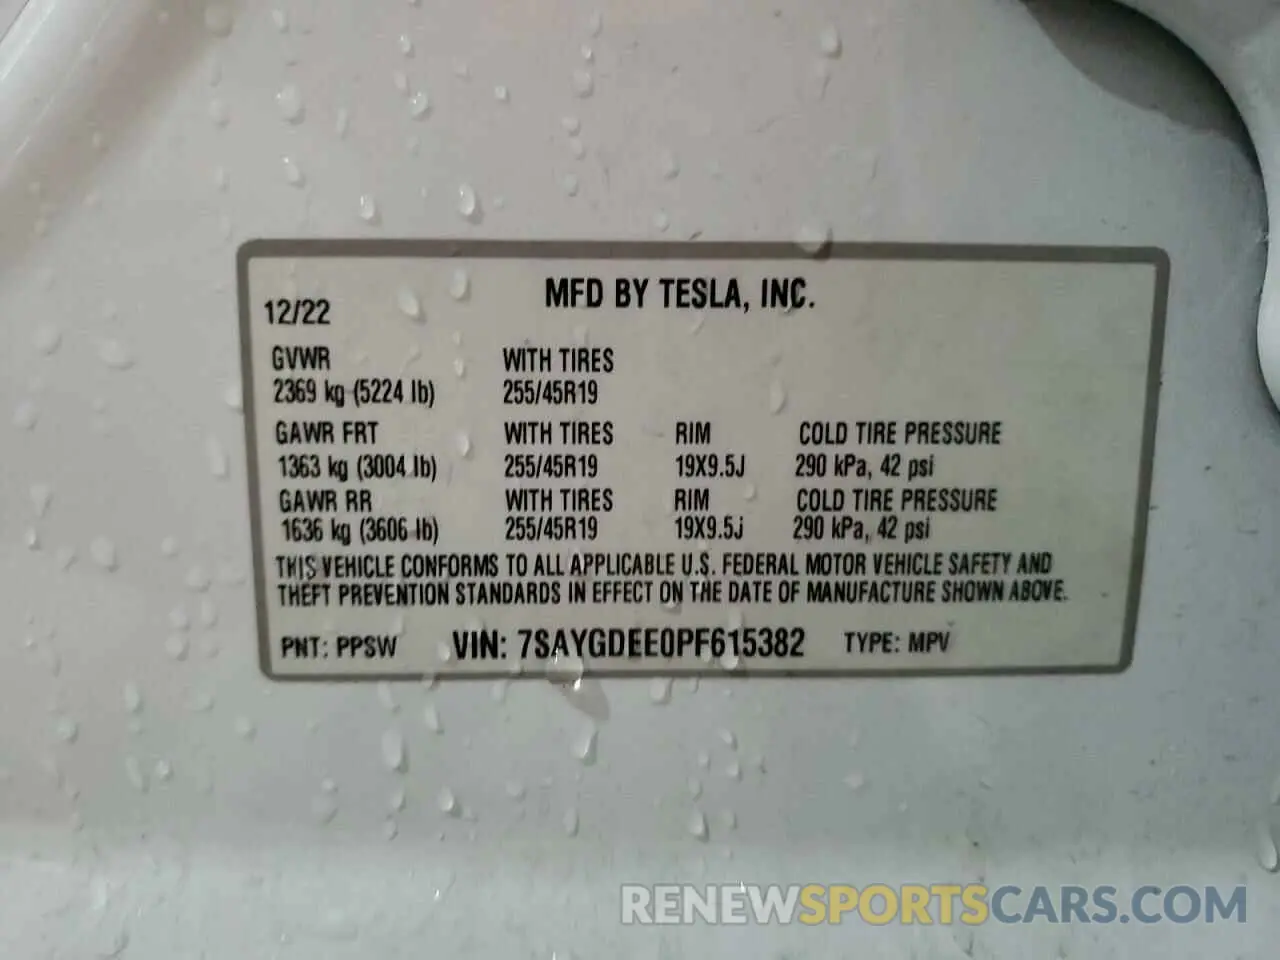 MFD BY TESLA, INC.
12/22
GVWR WITH TIRES
2369 kg (5224 lb) 255/45R19
GAWR FRT WITH TIRES RIM COLD TIRE PRESSURE
1363 kg (3004 lb) 255/45R19 19X9.5J 290 kPa, 42 psi
GAWR RR WITH TIRES RIM COLD TIRE PRESSURE
1636 kg (3606 lb) 255/45R19 19X9.5J 290 kPa, 42 psi
THIS VEHICLE CONFORMS TO ALL APPLICABLE U.S. FEDERAL MOTOR VEHICLE SAFETY AND
THEFT PREVENTION STANDARDS IN EFFECT ON THE DATE OF MANUFACTURE SHOWN ABOVE.
PNT: PPSW VIN: 7SAYGDEE0PF615382 TYPE: MPV
RENEWSPORTSCARS.COM